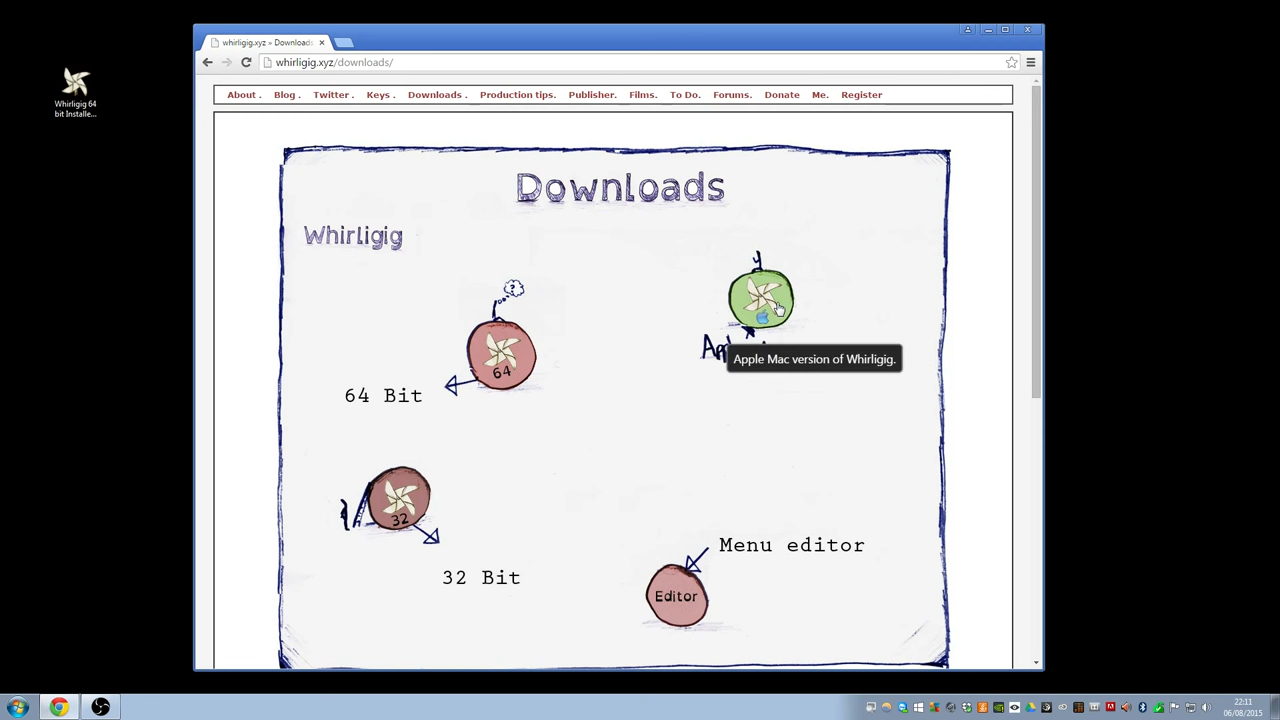 whirligig.xyz » Downloads
whirligig.xyz/downloads/
About . Blog . Twitter . Keys . Downloads . Production tips. Publisher. Films. To Do. Forums. Donate Me. Register
Whirligig 64
bit Installe...
Downloads
Whirligig
?
64
64 Bit
Apple Mac version of Whirligig.
32
32 Bit
Menu editor
Editor
22:11
06/08/2015